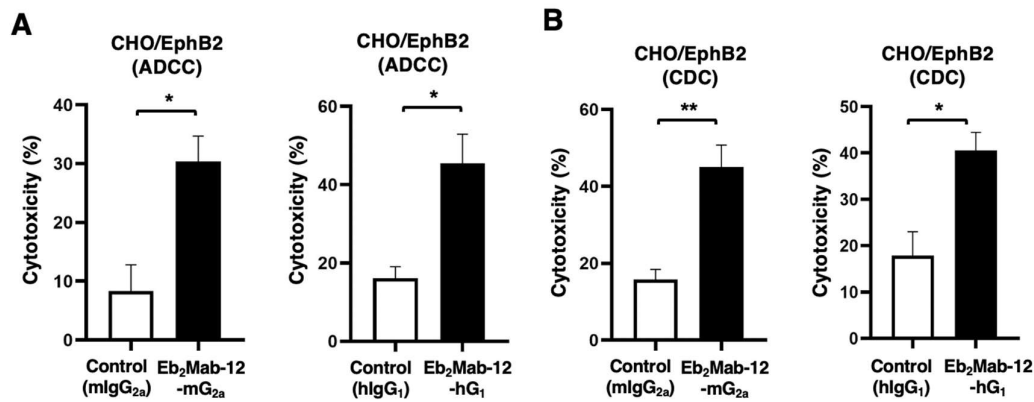 A
CHO/EphB2
(ADCC)
*
40
30
20
10
0
Cytotoxicity (%)
Control
(mIgG2a)
Eb2Mab-12
-mG2a
CHO/EphB2
(ADCC)
*
60
40
20
0
Cytotoxicity (%)
Control
(hIgG1)
Eb2Mab-12
-hG1
B
CHO/EphB2
(CDC)
**
60
40
20
0
Cytotoxicity (%)
Control
(mIgG2a)
Eb2Mab-12
-mG2a
CHO/EphB2
(CDC)
*
50
40
30
20
10
0
Cytotoxicity (%)
Control
(hIgG1)
Eb2Mab-12
-hG1